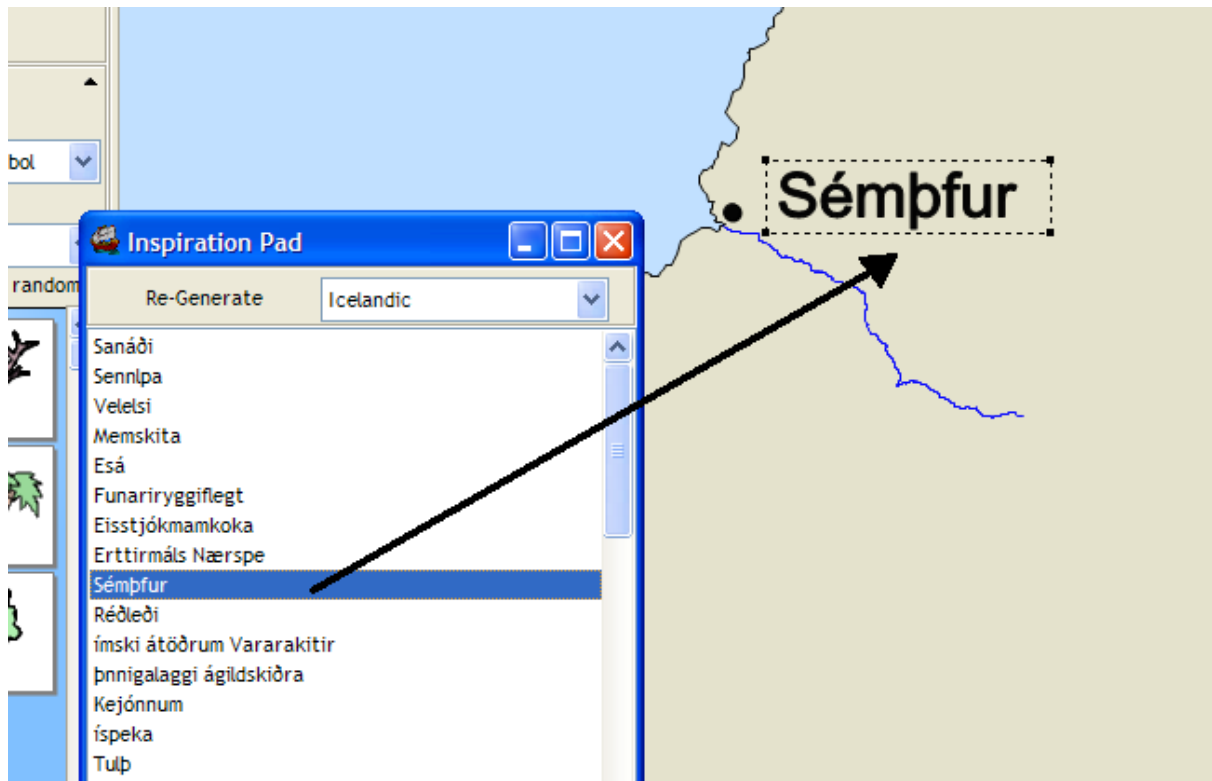 bol
random
Inspiration Pad
Re-Generate
Icelandic
Sanáði
Sennlpa
Velelsi
Memskita
Esá
Funariryggiflegt
Eisstjókmamkoka
Erttirmáls Nærspe
Sémþfur
Réðleði
ímski átöðrum Vararakitir
þnnigalaggi ágildskiðra
Kejónnum
íspeka
Tulþ
Sémþfur